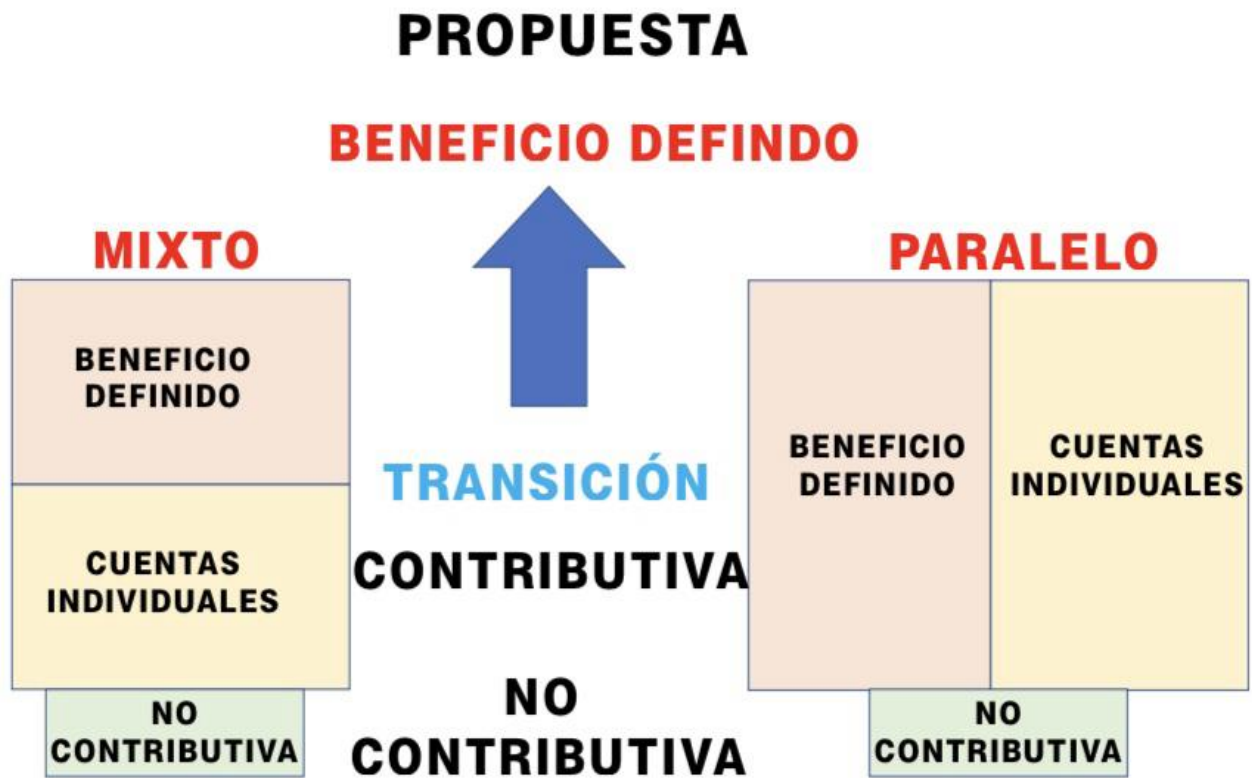 PROPUESTA
BENEFICIO DEFINDO
MIXTO
BENEFICIO
DEFINIDO
CUENTAS
INDIVIDUALES
NO
CONTRIBUTIVA
TRANSICIÓN
CONTRIBUTIVA
NO
CONTRIBUTIVA
PARALELO
BENEFICIO
DEFINIDO
CUENTAS
INDIVIDUALES
NO
CONTRIBUTIVA